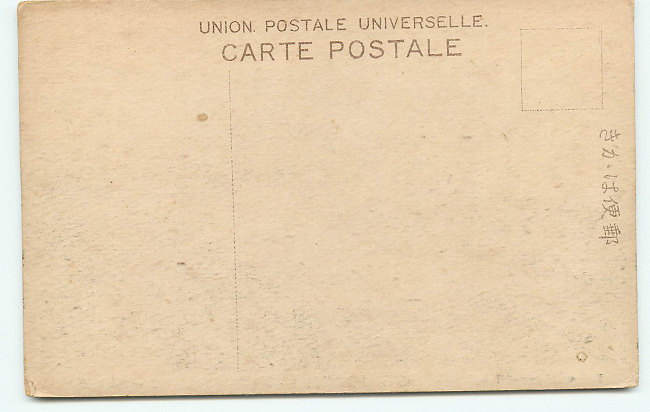 UNION POSTALE UNIVERSELLE.
CARTE POSTALE
郵便はかき